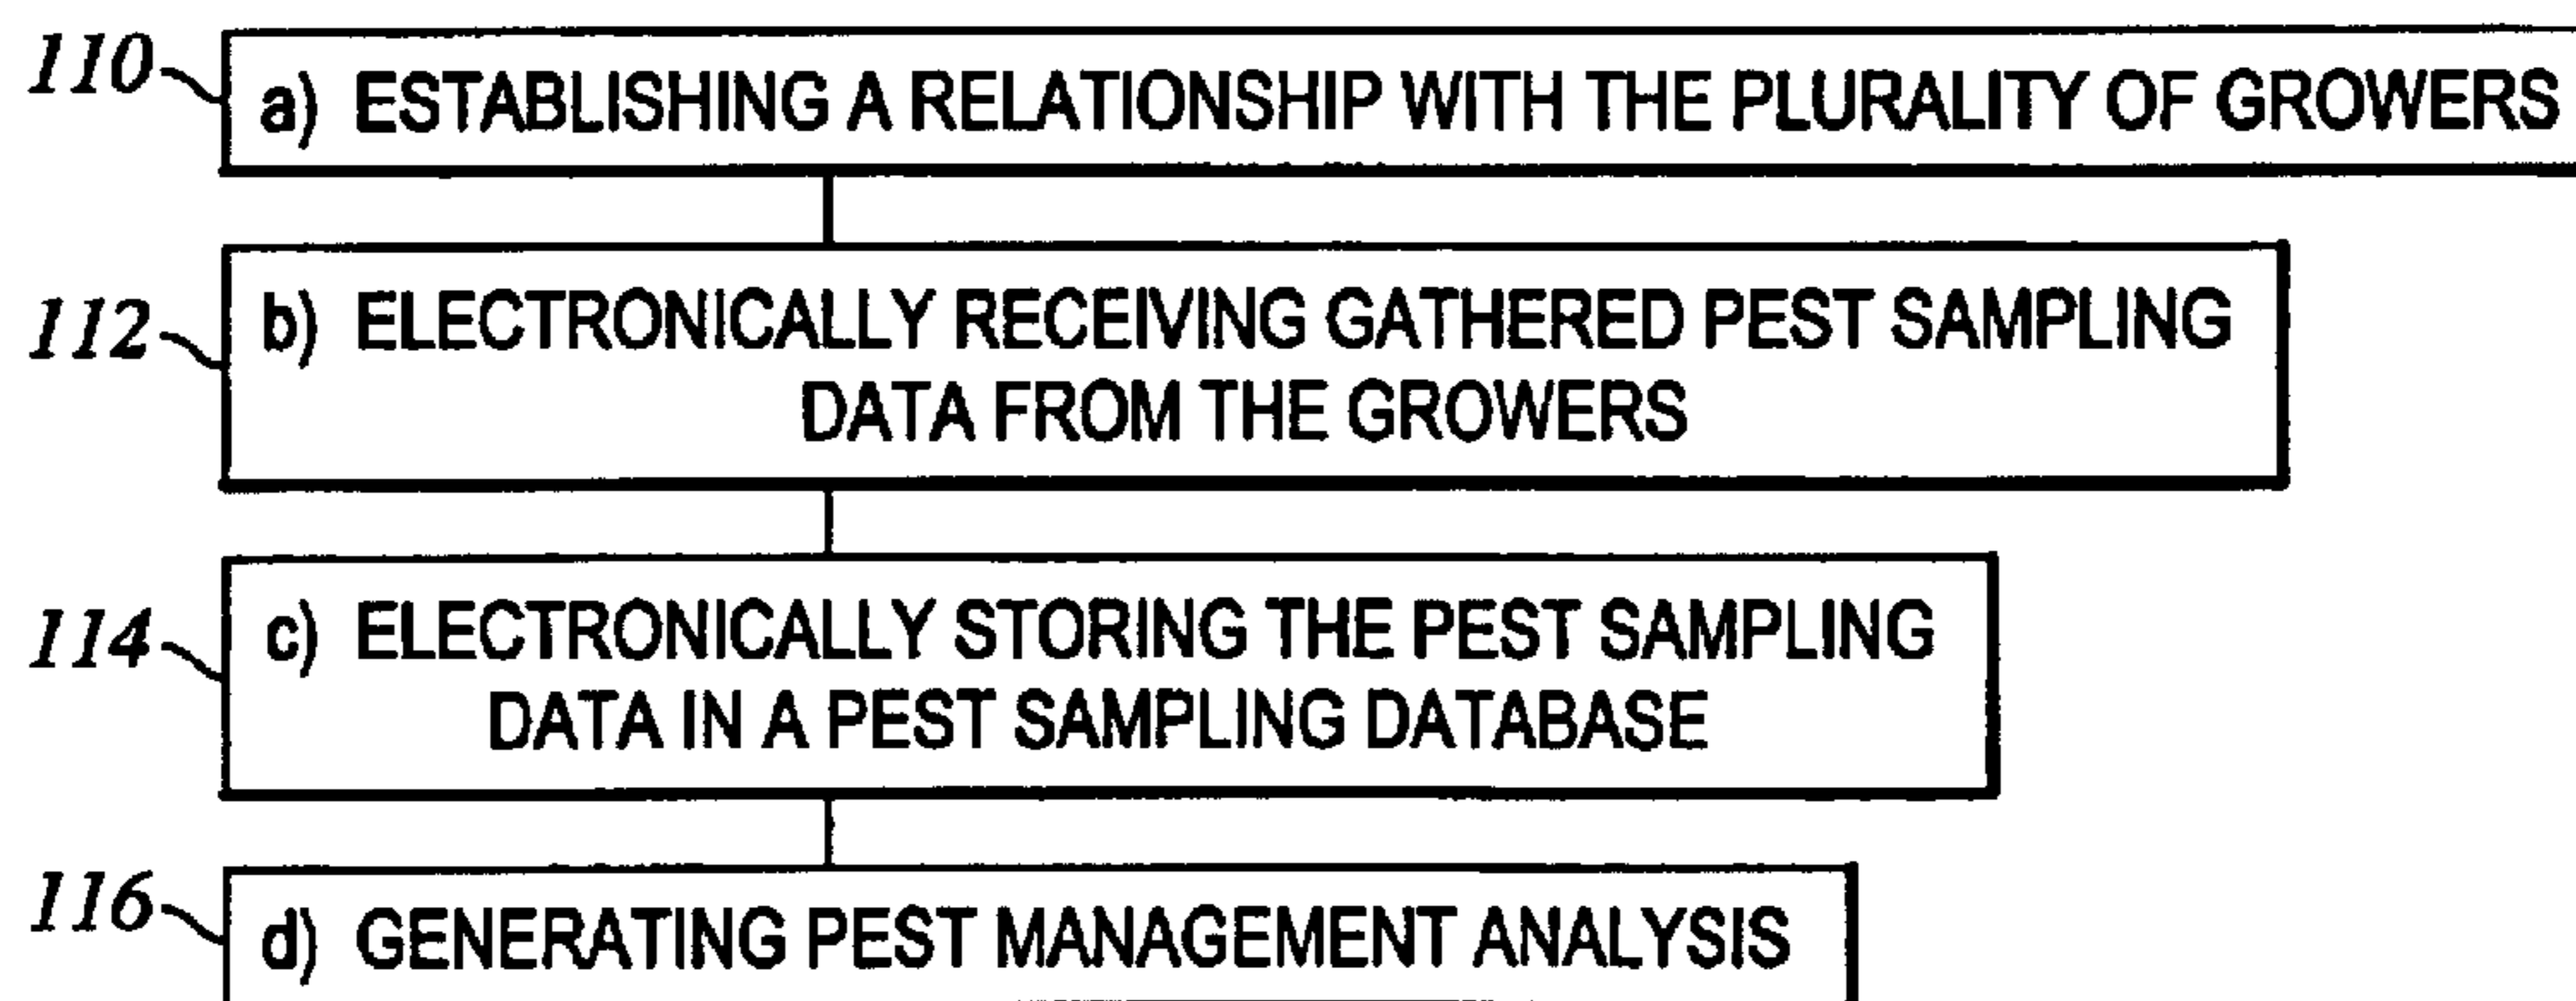 110
a) ESTABLISHING A RELATIONSHIP WITH THE PLURALITY OF GROWERS
112
b) ELECTRONICALLY RECEIVING GATHERED PEST SAMPLING
DATA FROM THE GROWERS
114
c) ELECTRONICALLY STORING THE PEST SAMPLING
DATA IN A PEST SAMPLING DATABASE
116
d) GENERATING PEST MANAGEMENT ANALYSIS